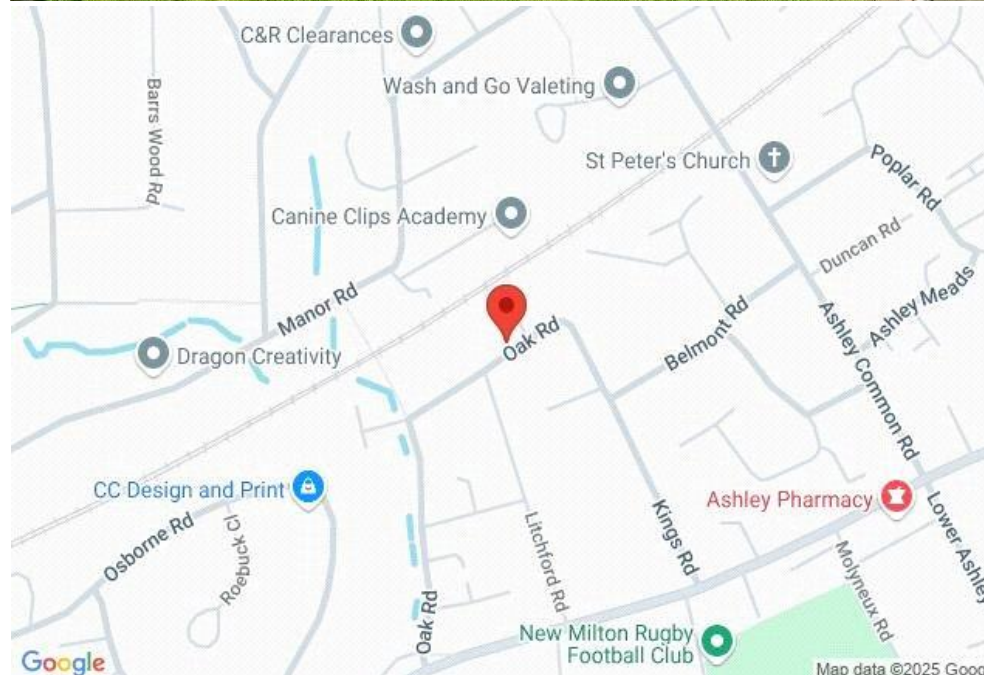 C&R Clearances
Wash and Go Valeting
Barrs Wood Rd
St Peter's Church
Poplar Rd
Canine Clips Academy
Duncan Rd
Manor Rd
Ashley Meads
Oak Rd
Belmont Rd
Dragon Creativity
Ashley Common Rd
CC Design and Print
Ashley Pharmacy
Osborne Rd
Roebuck Cl
Litchford Rd
Kings Rd
Lower Ashley
Molyneux Rd
Oak Rd
New Milton Rugby
Football Club
Google
Map data ©2025 Goog